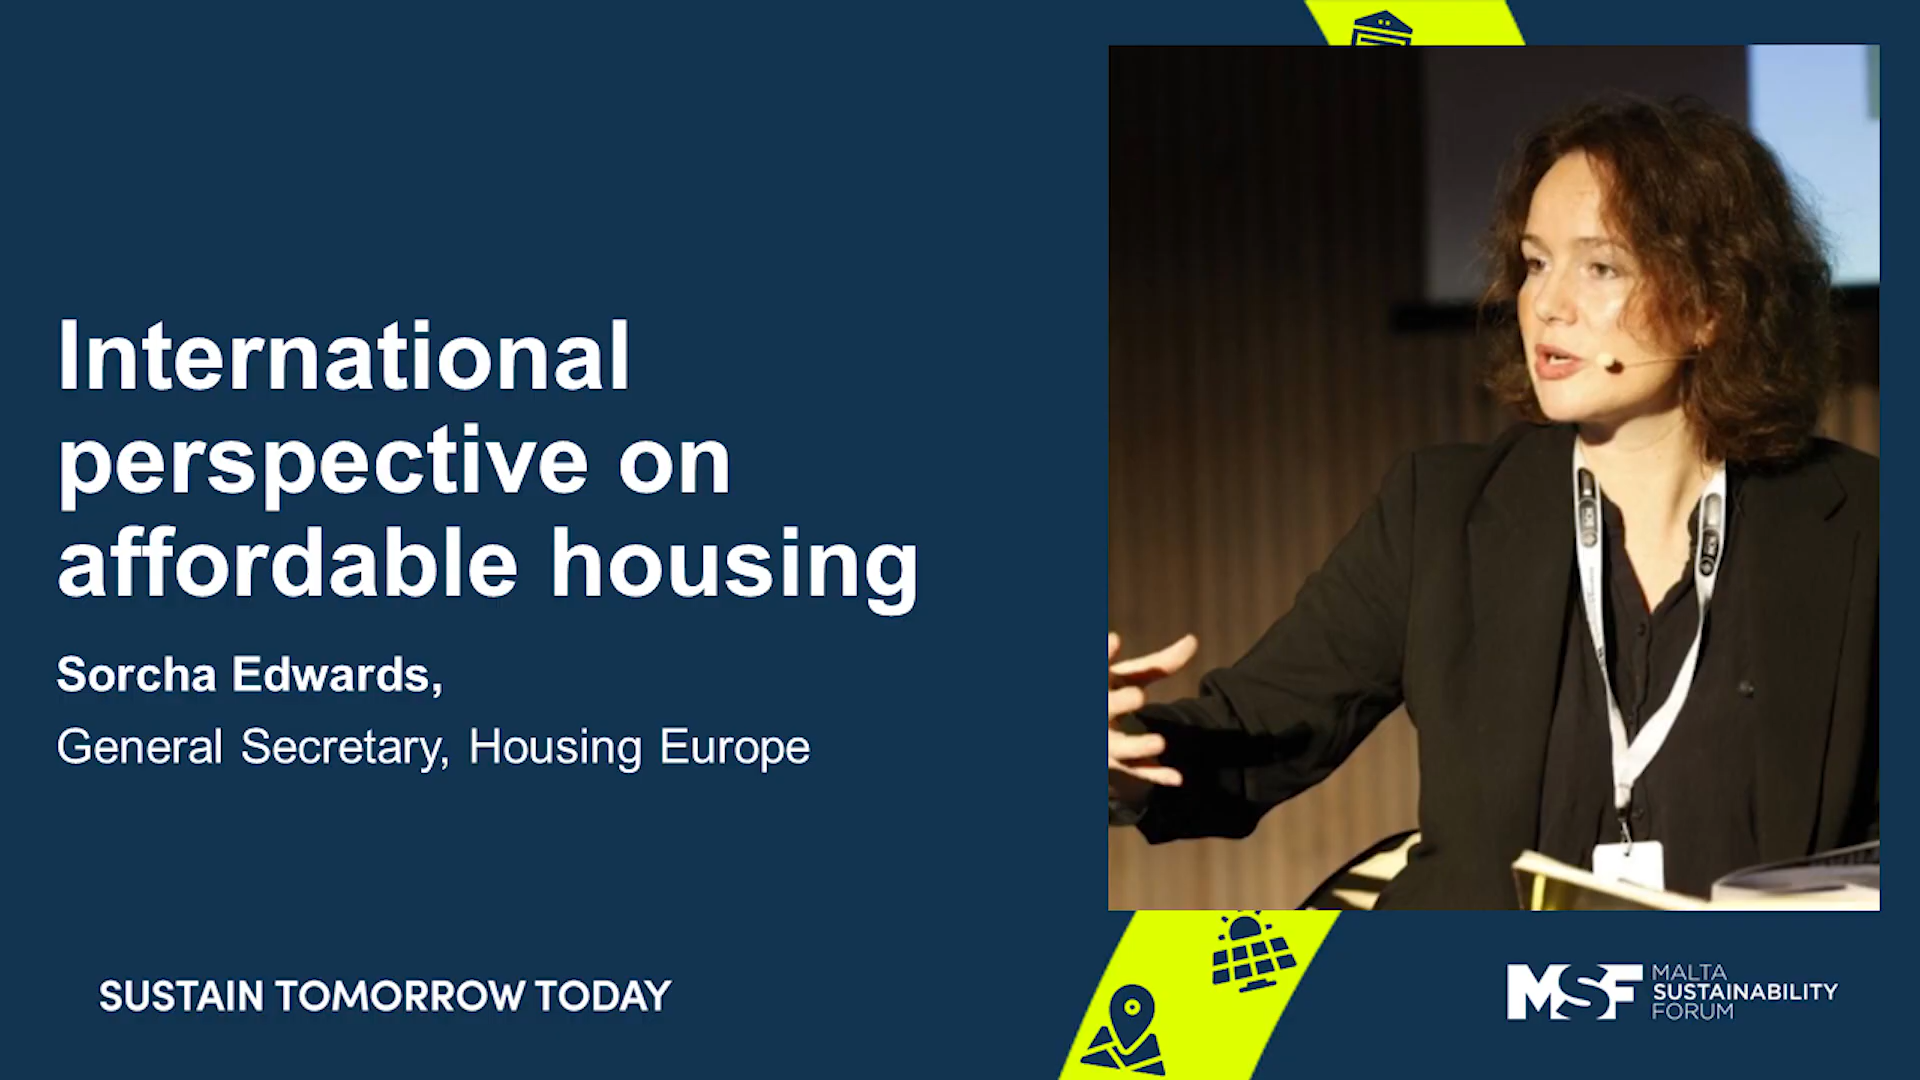 International
perspective on
affordable housing
Sorcha Edwards,
General Secretary, Housing Europe
SUSTAIN TOMORROW TODAY
MSF
MALTA
SUSTAINABILITY
FORUM